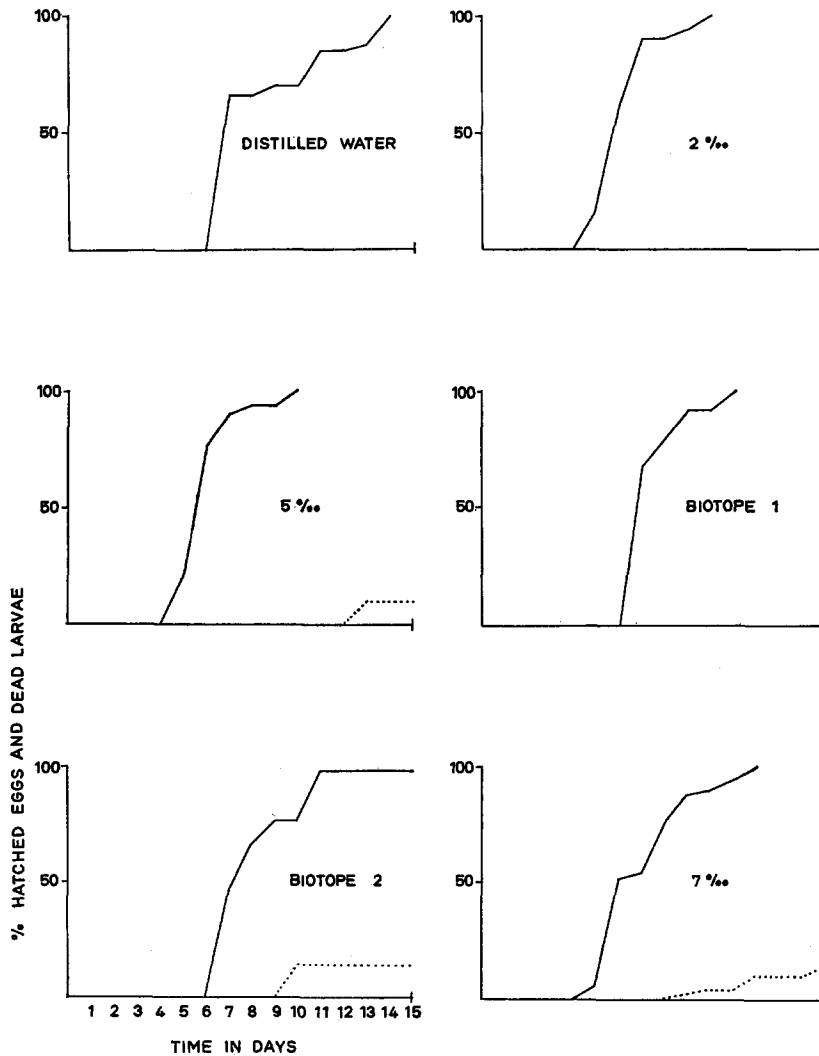 100
50
DISTILLED WATER
100
50
2 ‰
100
50
5 ‰
100
50
BIOTOPE 1
% HATCHED EGGS AND DEAD LARVAE
100
50
BIOTOPE 2
1 2 3 4 5 6 7 8 9 10 11 12 13 14 15
TIME IN DAYS
100
50
7 ‰